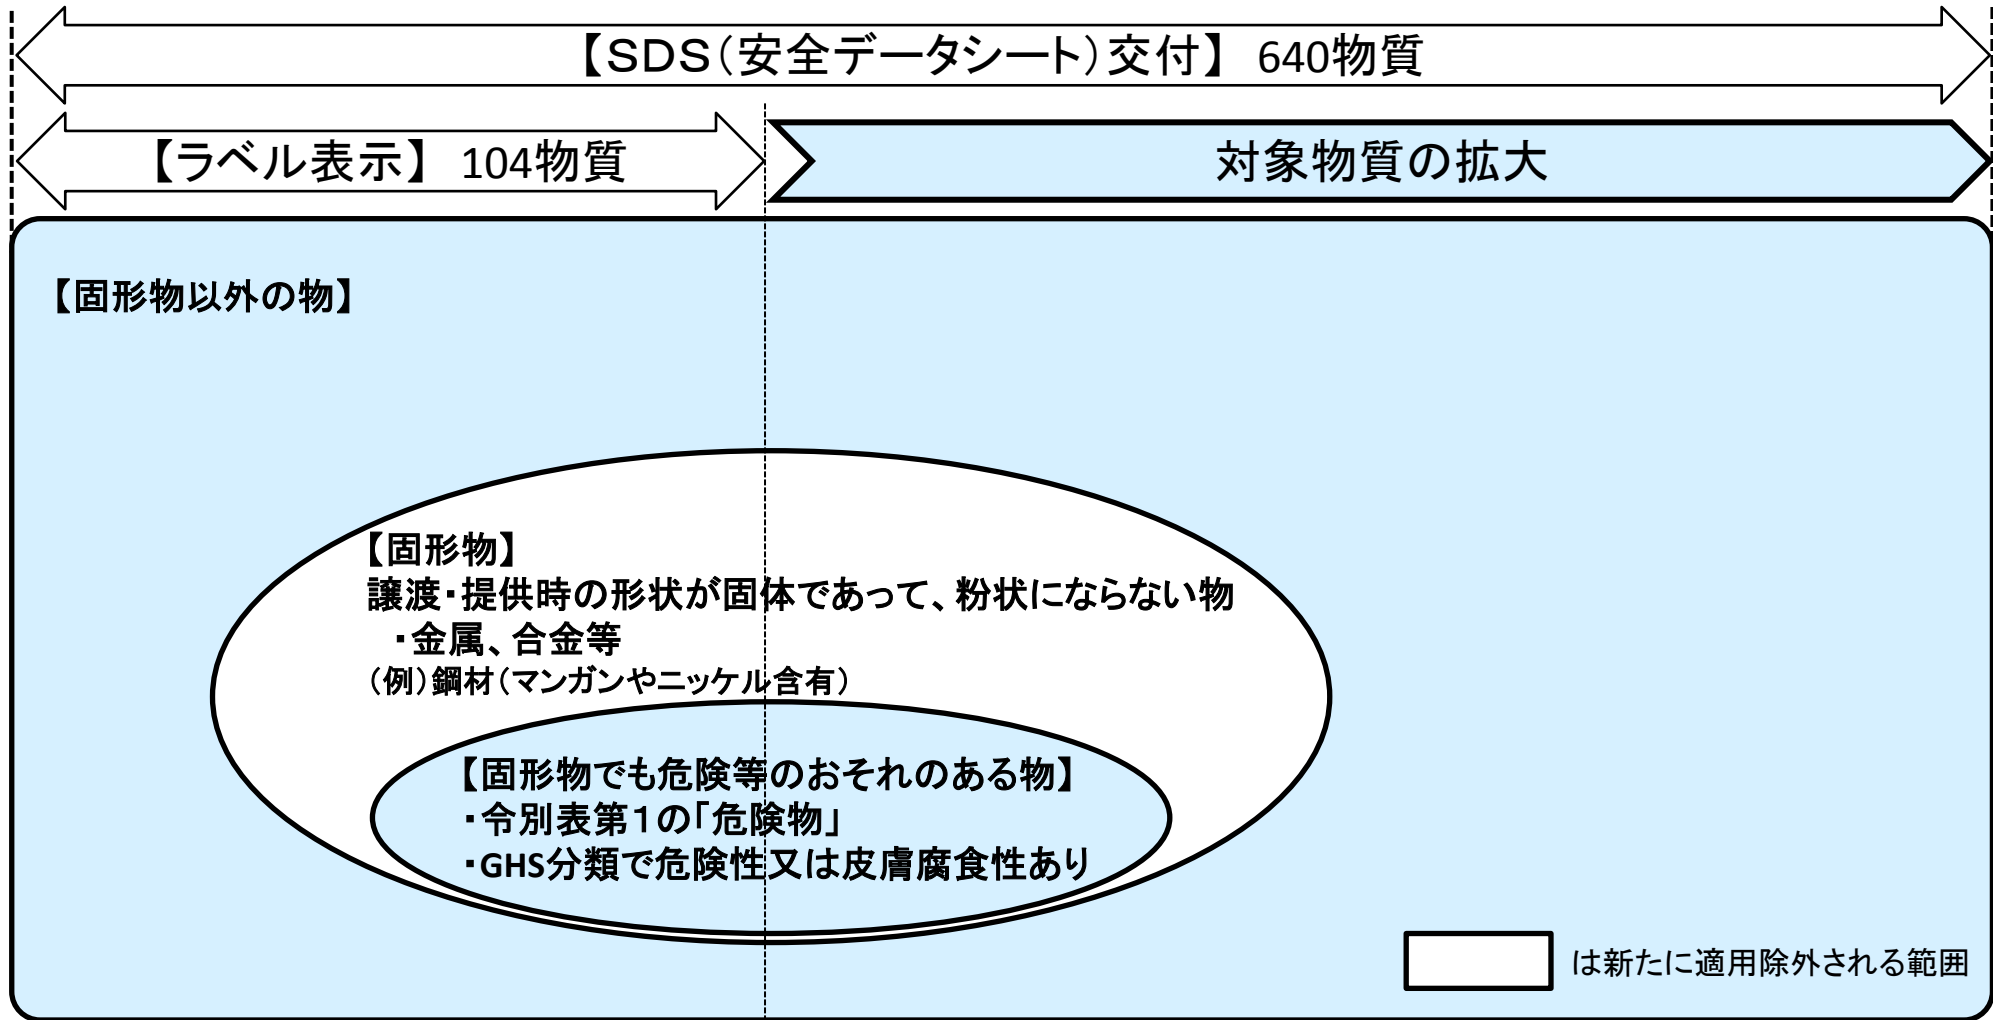 【SDS（安全データシート）交付】 640物質
【ラベル表示】 104物質
対象物質の拡大
【固形物以外の物】
【固形物】
譲渡・提供時の形状が固体であって、粉状にならない物
・金属、合金等
（例）鋼材（マンガンやニッケル含有）
【固形物でも危険等のおそれのある物】
・令別表第１の「危険物」
・GHS分類で危険性又は皮膚腐食性あり
は新たに適用除外される範囲